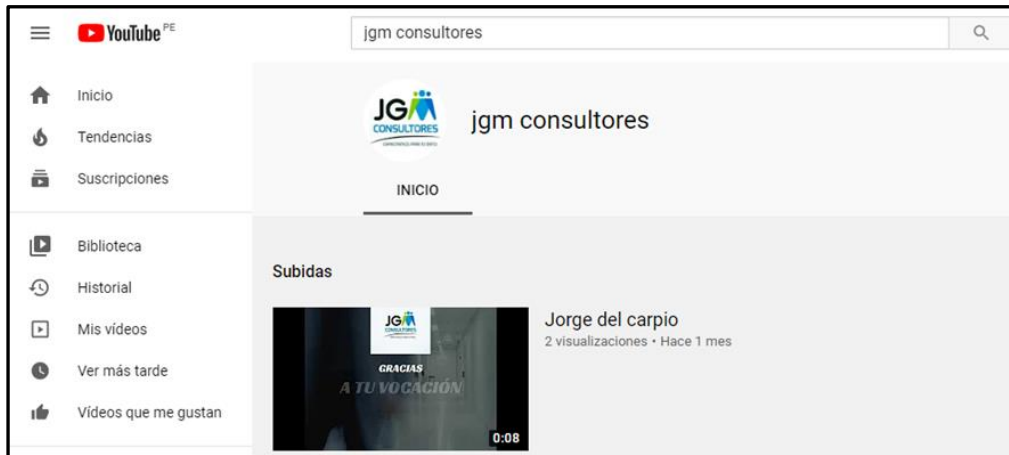 YouTube PE
jgm consultores
Inicio
Tendencias
Suscripciones
Biblioteca
Historial
Mis vídeos
Ver más tarde
Vídeos que me gustan
JGM
CONSULTORES
jgm consultores
INICIO
Subidas
JGM
CONSULTORES
GRACIAS
A TU VOCACIÓN
0:08
Jorge del carpio
2 visualizaciones • Hace 1 mes